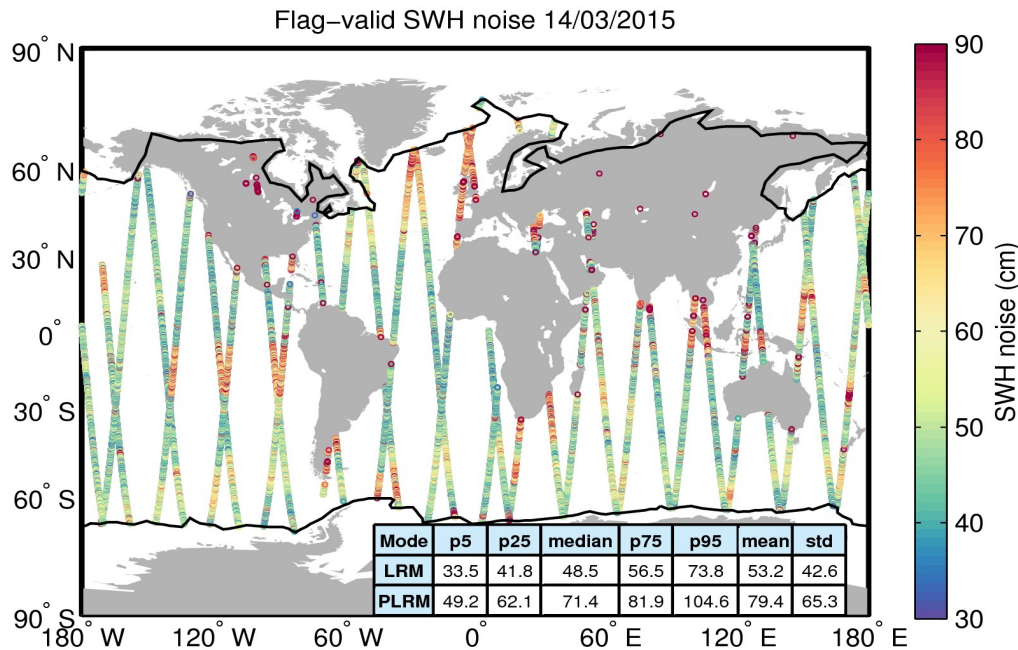 Flag−valid SWH noise 14/03/2015
90° N
60° N
30° N
0°
30° S
60° S
90° S
180° W
120° W
60° W
0°
60° E
120° E
180° E
Mode p5 p25 median p75 p95 mean std
LRM 33.5 41.8 48.5 56.5 73.8 53.2 42.6
PLRM 49.2 62.1 71.4 81.9 104.6 79.4 65.3
90
80
70
60
50
40
30
SWH noise (cm)